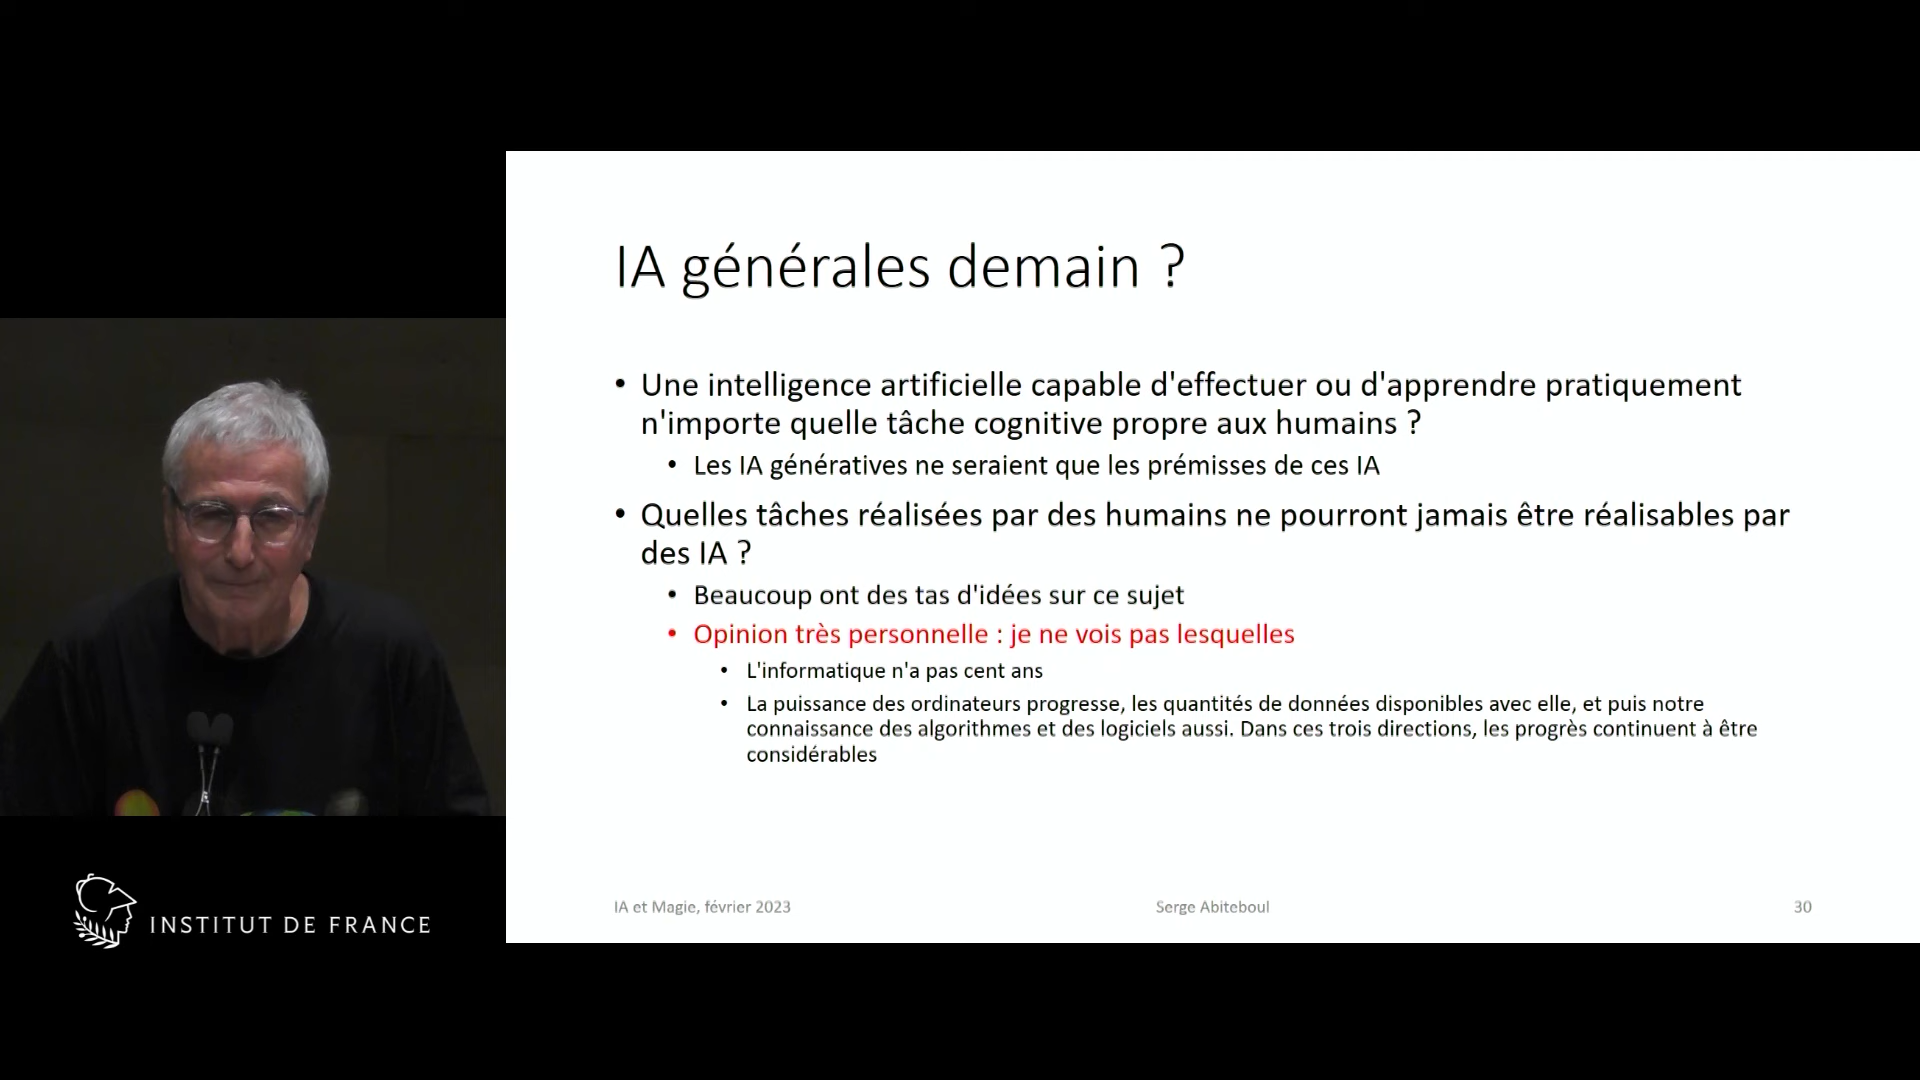 IA générales demain ?
• Une intelligence artificielle capable d'effectuer ou d'apprendre pratiquement
n'importe quelle tâche cognitive propre aux humains ?
• Les IA génératives ne seraient que les prémisses de ces IA
• Quelles tâches réalisées par des humains ne pourront jamais être réalisables par
des IA ?
• Beaucoup ont des tas d'idées sur ce sujet
• Opinion très personnelle : je ne vois pas lesquelles
• L'informatique n'a pas cent ans
• La puissance des ordinateurs progresse, les quantités de données disponibles avec elle, et puis notre
connaissance des algorithmes et des logiciels aussi. Dans ces trois directions, les progrès continuent à être
considérables
IA et Magie, février 2023
Serge Abiteboul
30
INSTITUT DE FRANCE